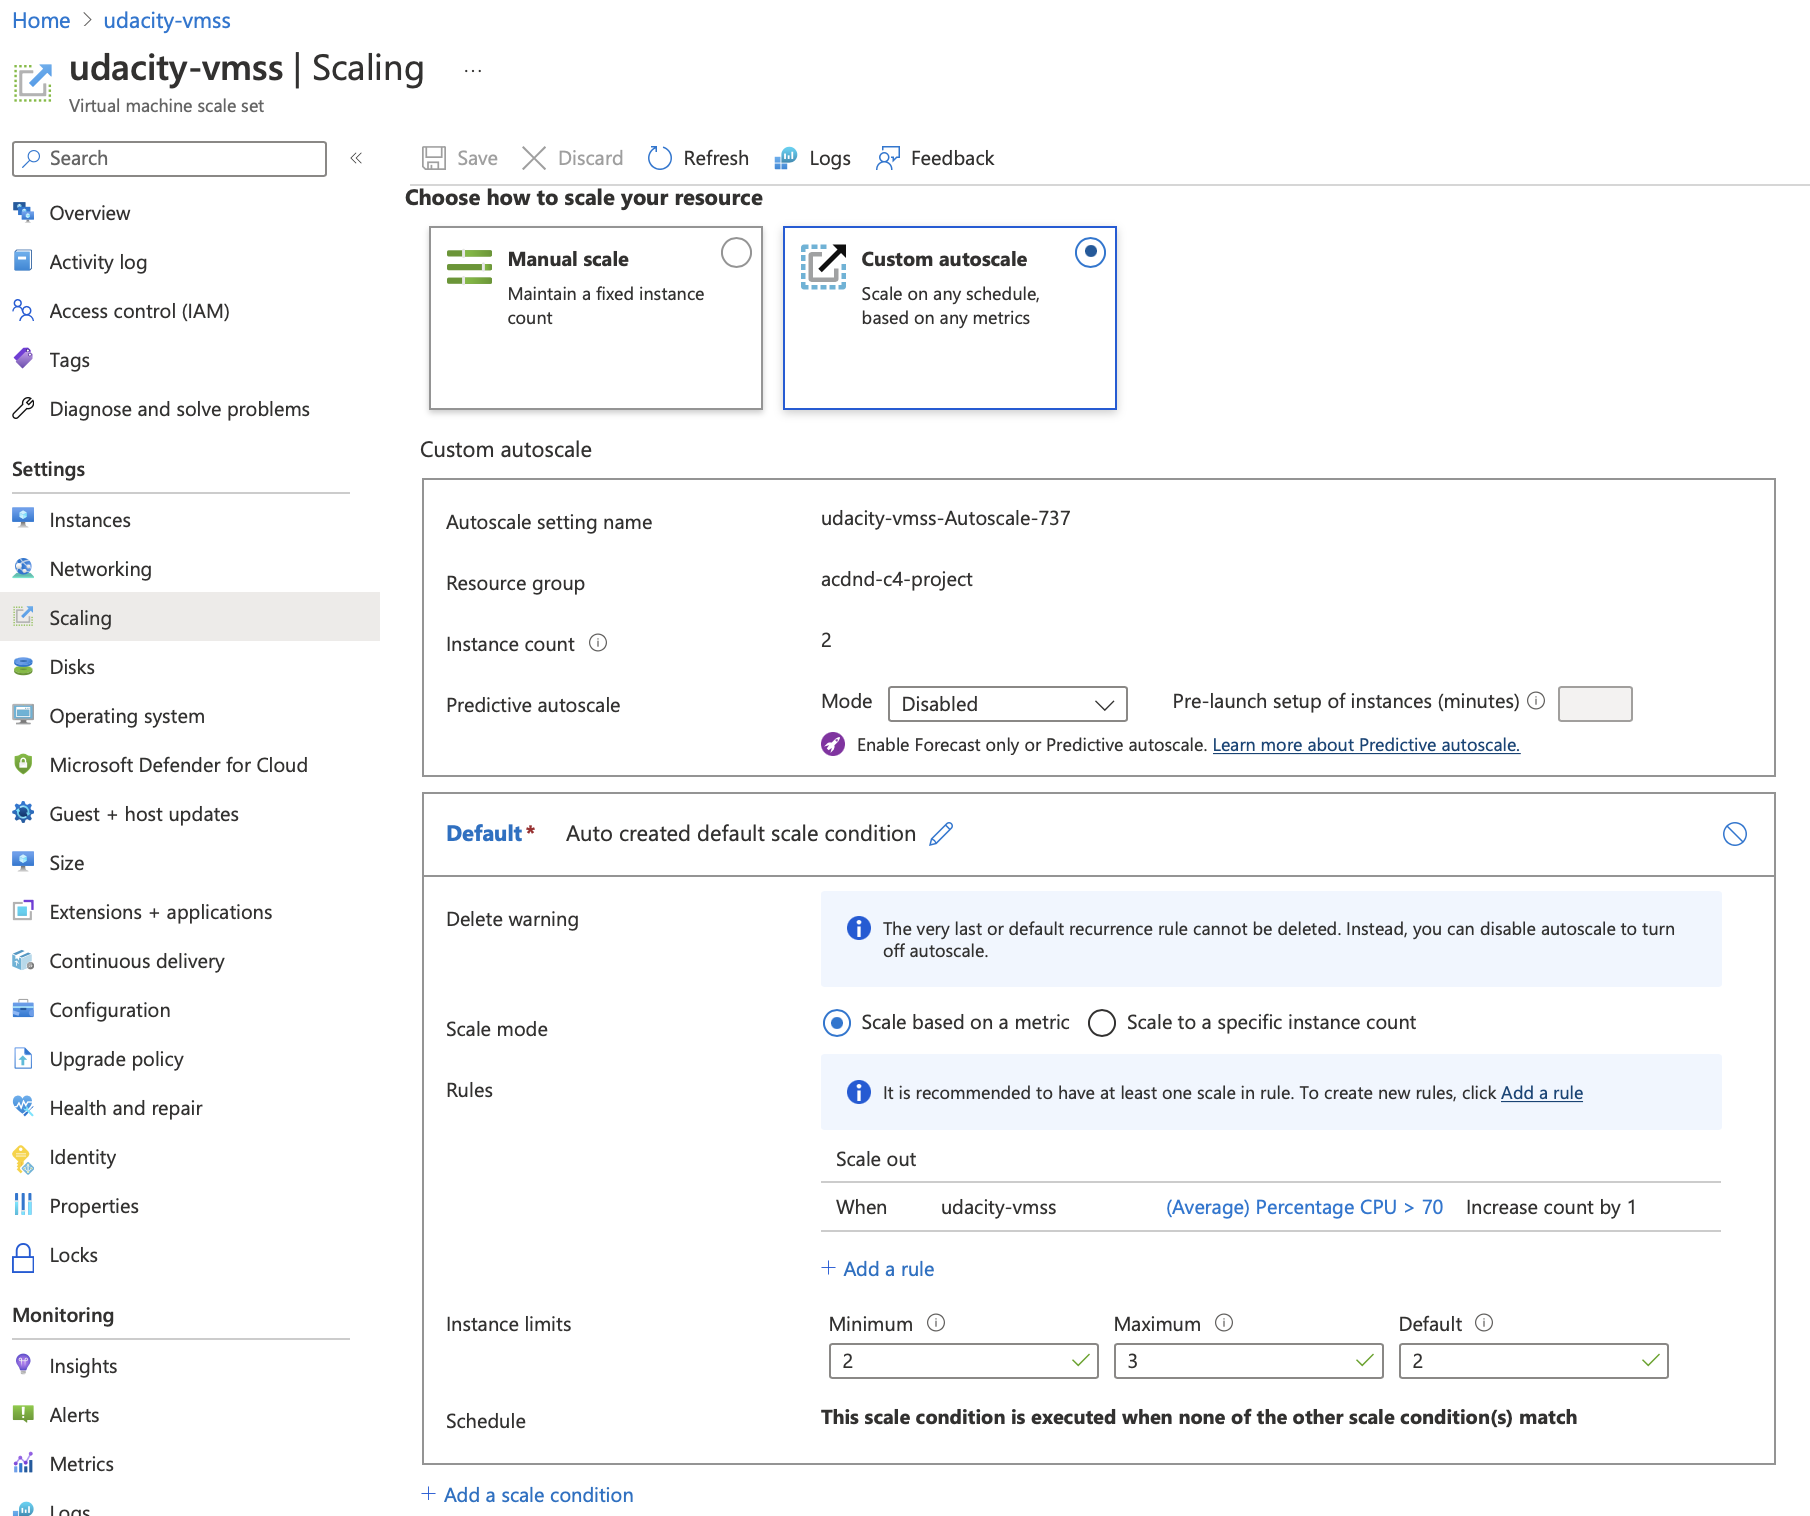 Home > udacity-vmss
udacity-vmss | Scaling ...
Virtual machine scale set
Search
«
Overview
Activity log
Access control (IAM)
Tags
Diagnose and solve problems
Settings
Instances
Networking
Scaling
Disks
Operating system
Microsoft Defender for Cloud
Guest + host updates
Size
Extensions + applications
Continuous delivery
Configuration
Upgrade policy
Health and repair
Identity
Properties
Locks
Monitoring
Insights
Alerts
Metrics
Logs
Save Discard Refresh Logs Feedback
Choose how to scale your resource
Manual scale
Maintain a fixed instance
count
Custom autoscale
Scale on any schedule,
based on any metrics
Custom autoscale
Autoscale setting name udacity-vmss-Autoscale-737
Resource group acdnd-c4-project
Instance count 2
Predictive autoscale Mode Disabled Pre-launch setup of instances (minutes)
Enable Forecast only or Predictive autoscale. Learn more about Predictive autoscale.
Default* Auto created default scale condition
Delete warning
The very last or default recurrence rule cannot be deleted. Instead, you can disable autoscale to turn
off autoscale.
Scale mode Scale based on a metric Scale to a specific instance count
Rules It is recommended to have at least one scale in rule. To create new rules, click Add a rule
Scale out
When udacity-vmss (Average) Percentage CPU > 70 Increase count by 1
+ Add a rule
Instance limits Minimum Maximum Default
2 3 2
Schedule This scale condition is executed when none of the other scale condition(s) match
+ Add a scale condition